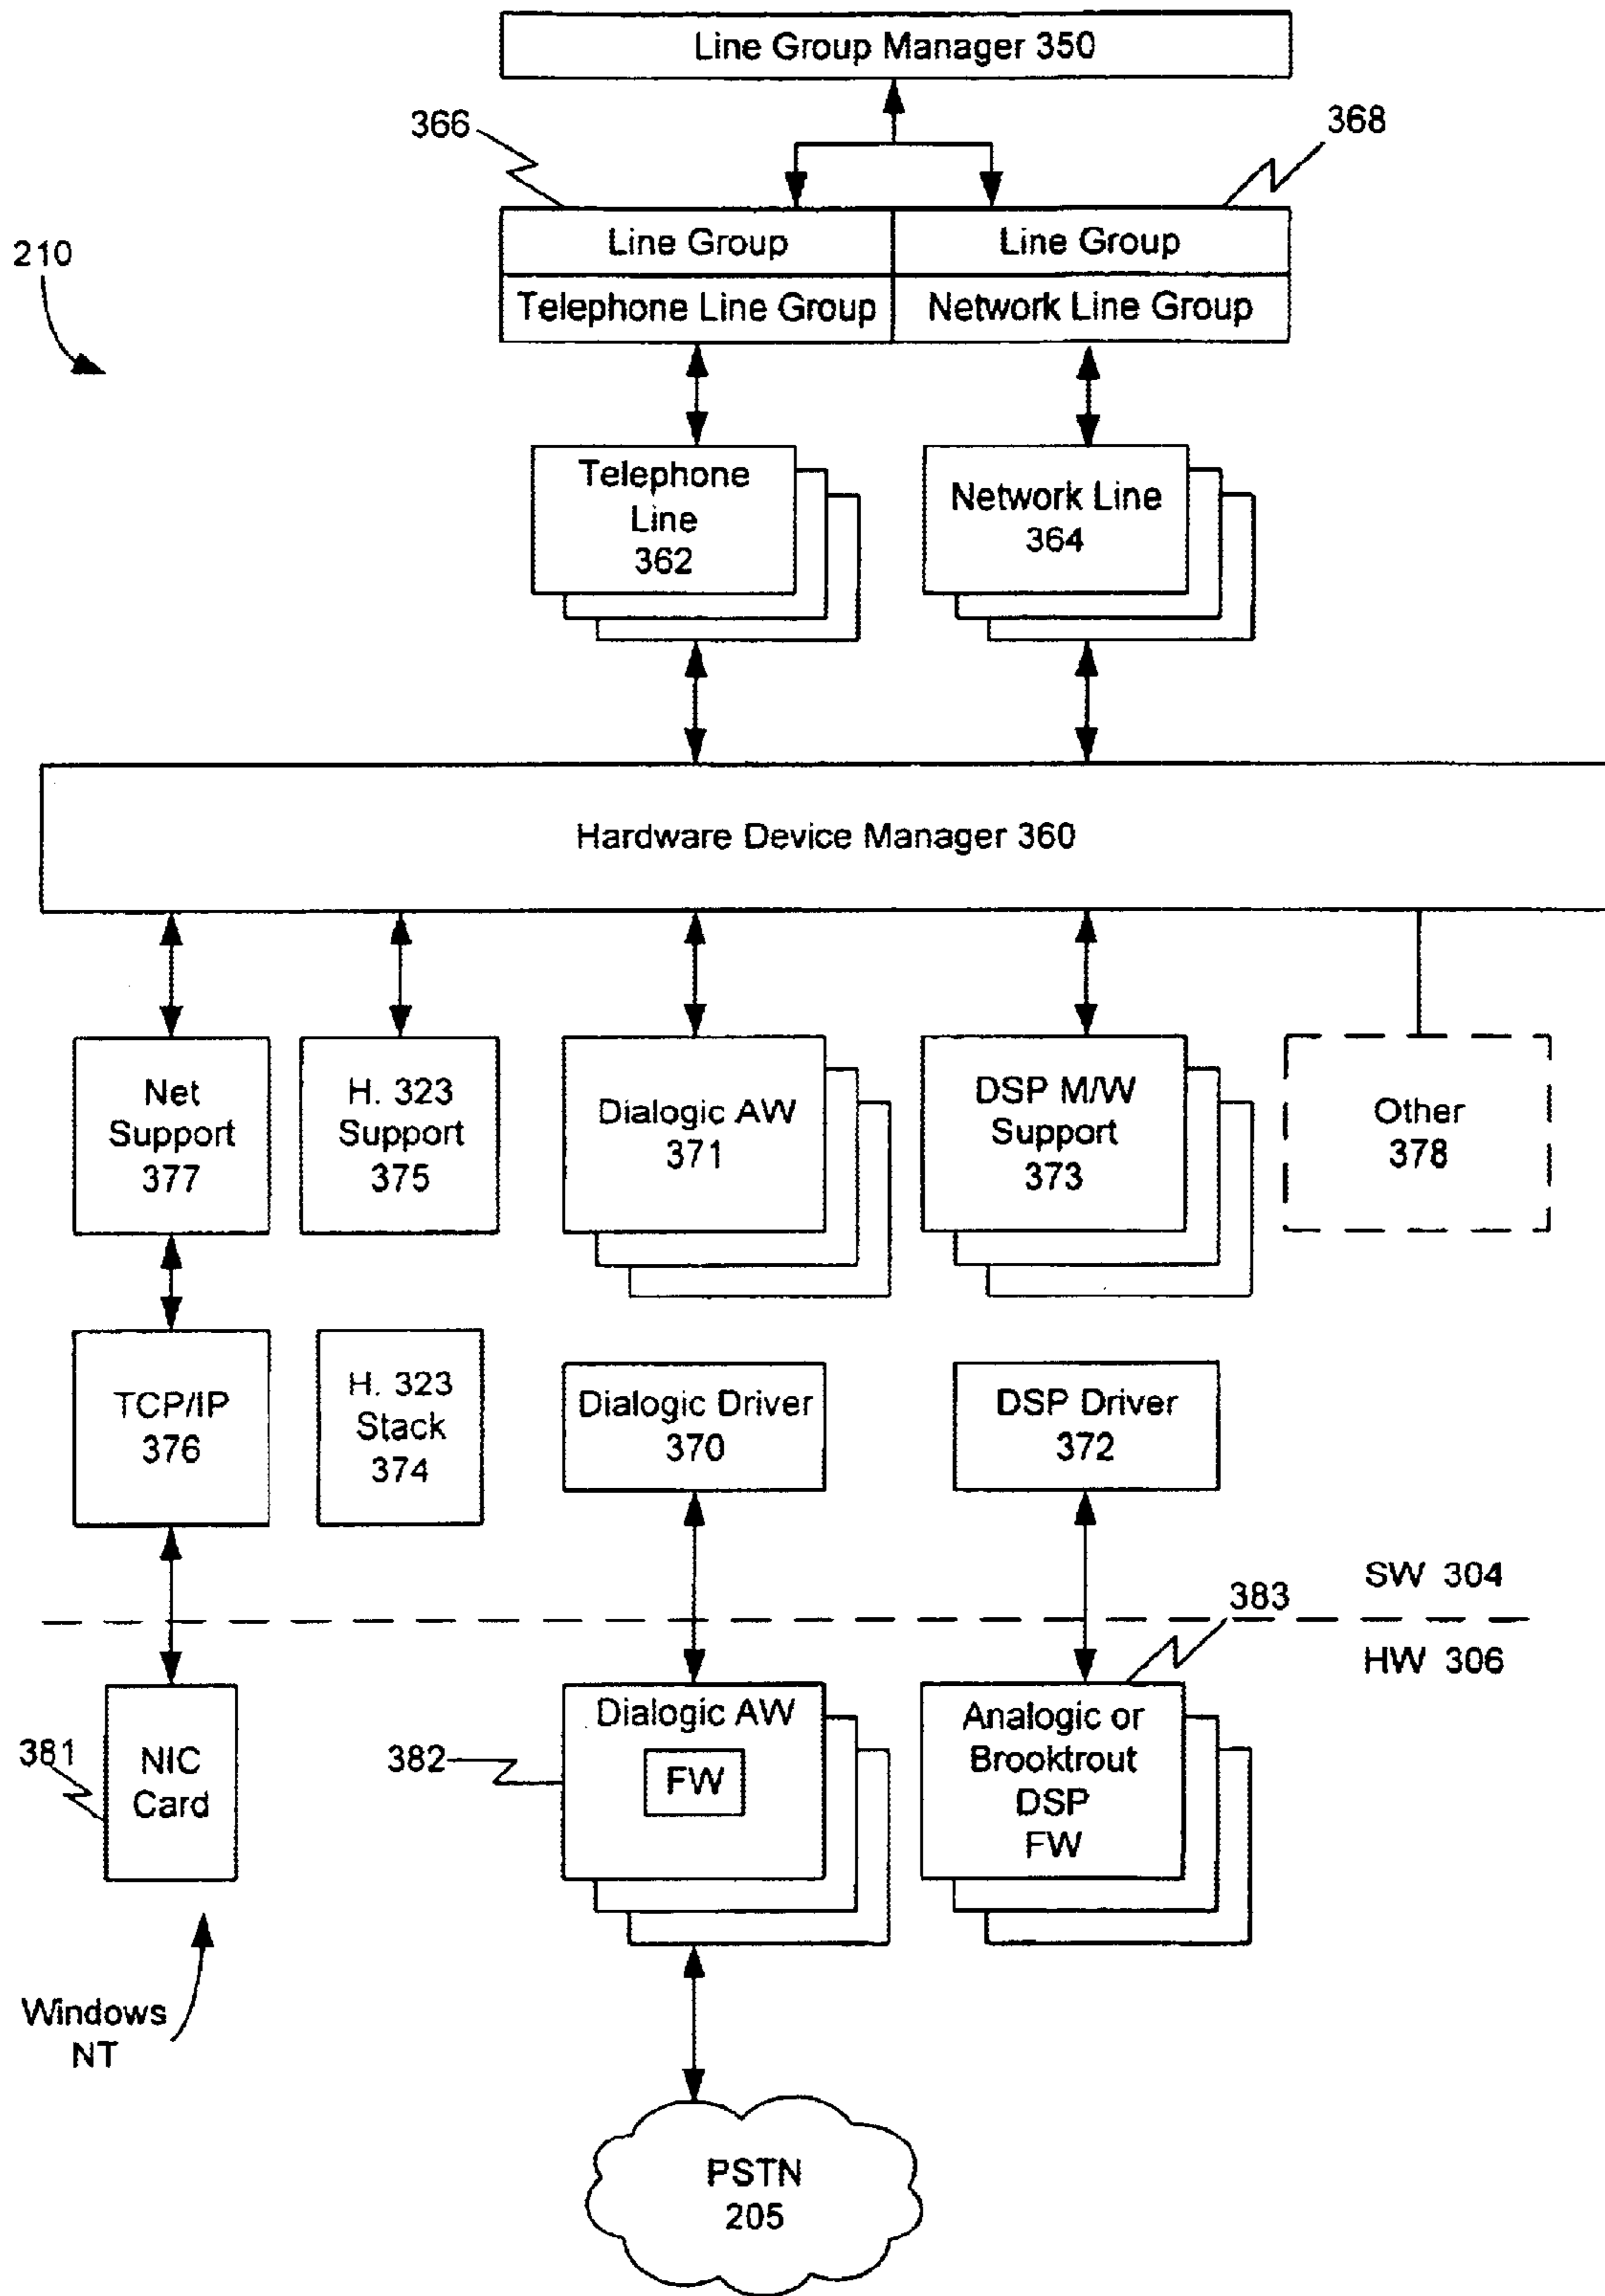 Line Group Manager 350
366
368
210
Line Group
Line Group
Telephone Line Group
Network Line Group
Telephone
Line
362
Network Line
364
Hardware Device Manager 360
Net
Support
377
H. 323
Support
375
Dialogic AW
371
DSP M/W
Support
373
Other
378
TCP/IP
376
H. 323
Stack
374
Dialogic Driver
370
DSP Driver
372
SW 304
383
HW 306
381
NIC
Card
382
Dialogic AW
FW
Analogic or
Brooktrout
DSP
FW
Windows
NT
PSTN
205